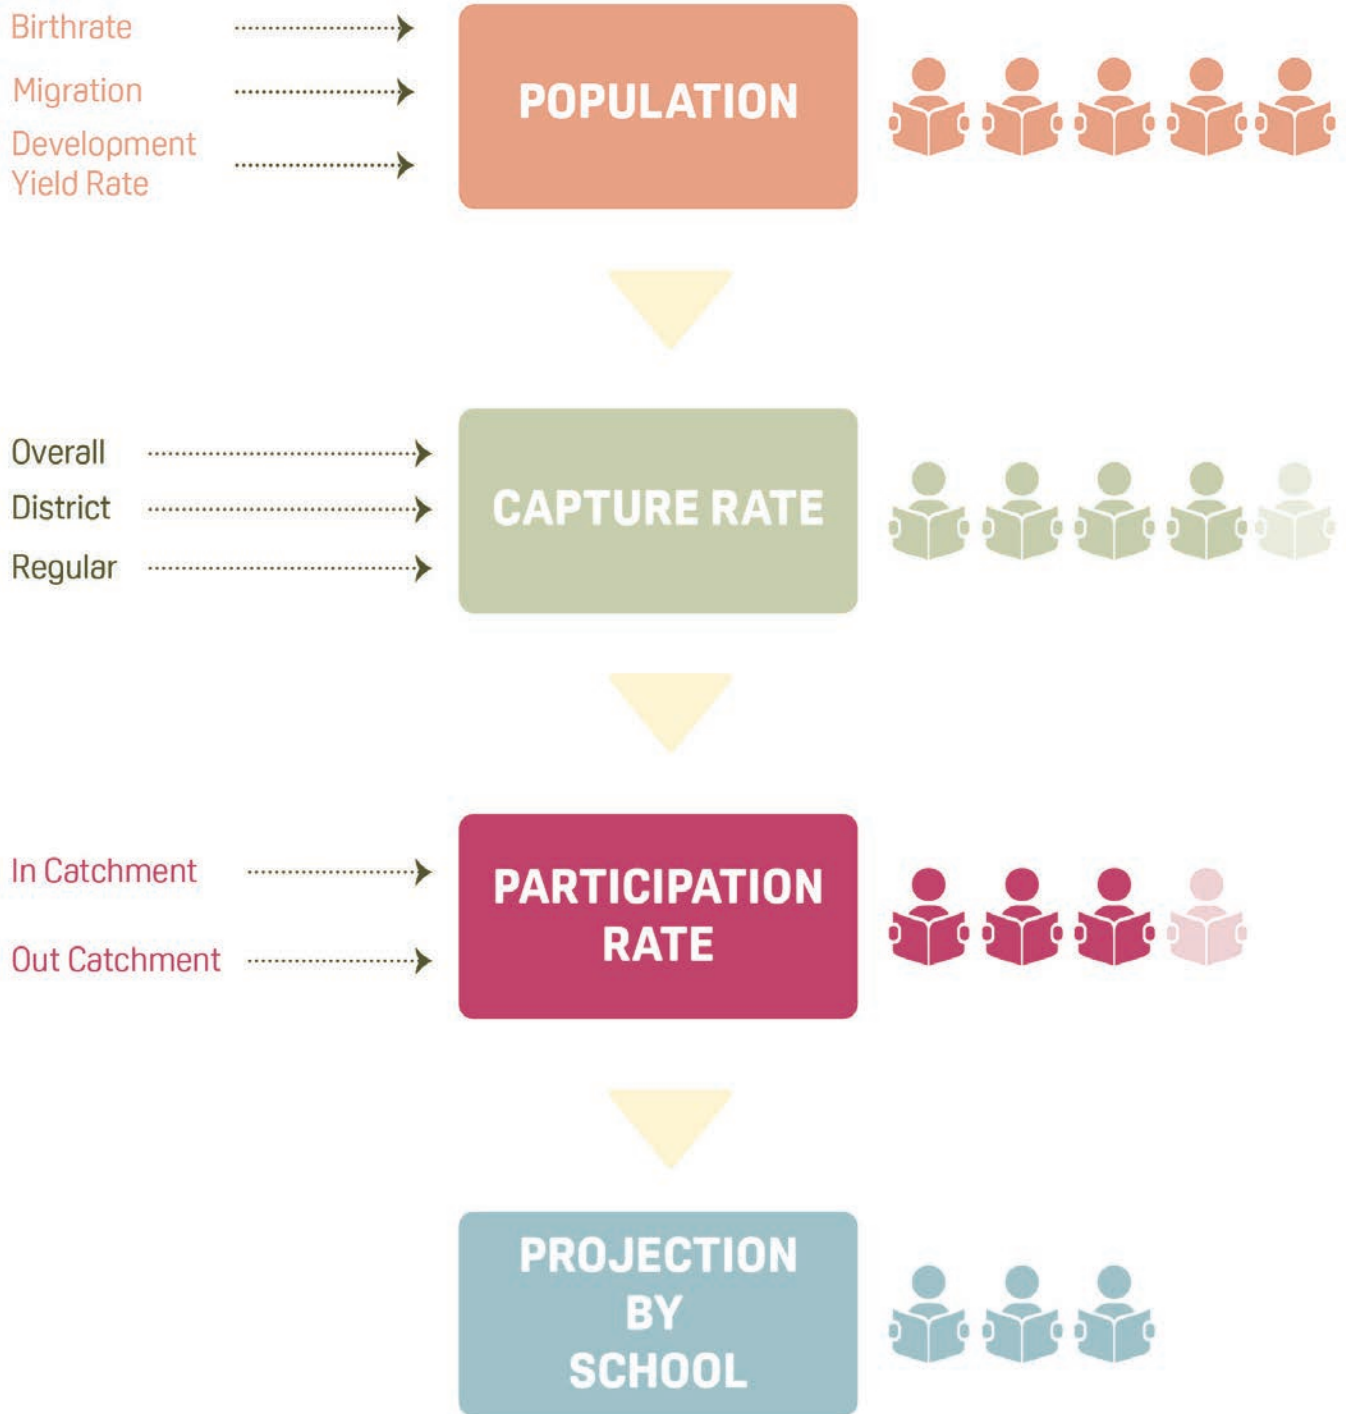 Birthrate
Migration
Development
Yield Rate
POPULATION
Overall
District
Regular
CAPTURE RATE
In Catchment
Out Catchment
PARTICIPATION
RATE
PROJECTION
BY
SCHOOL